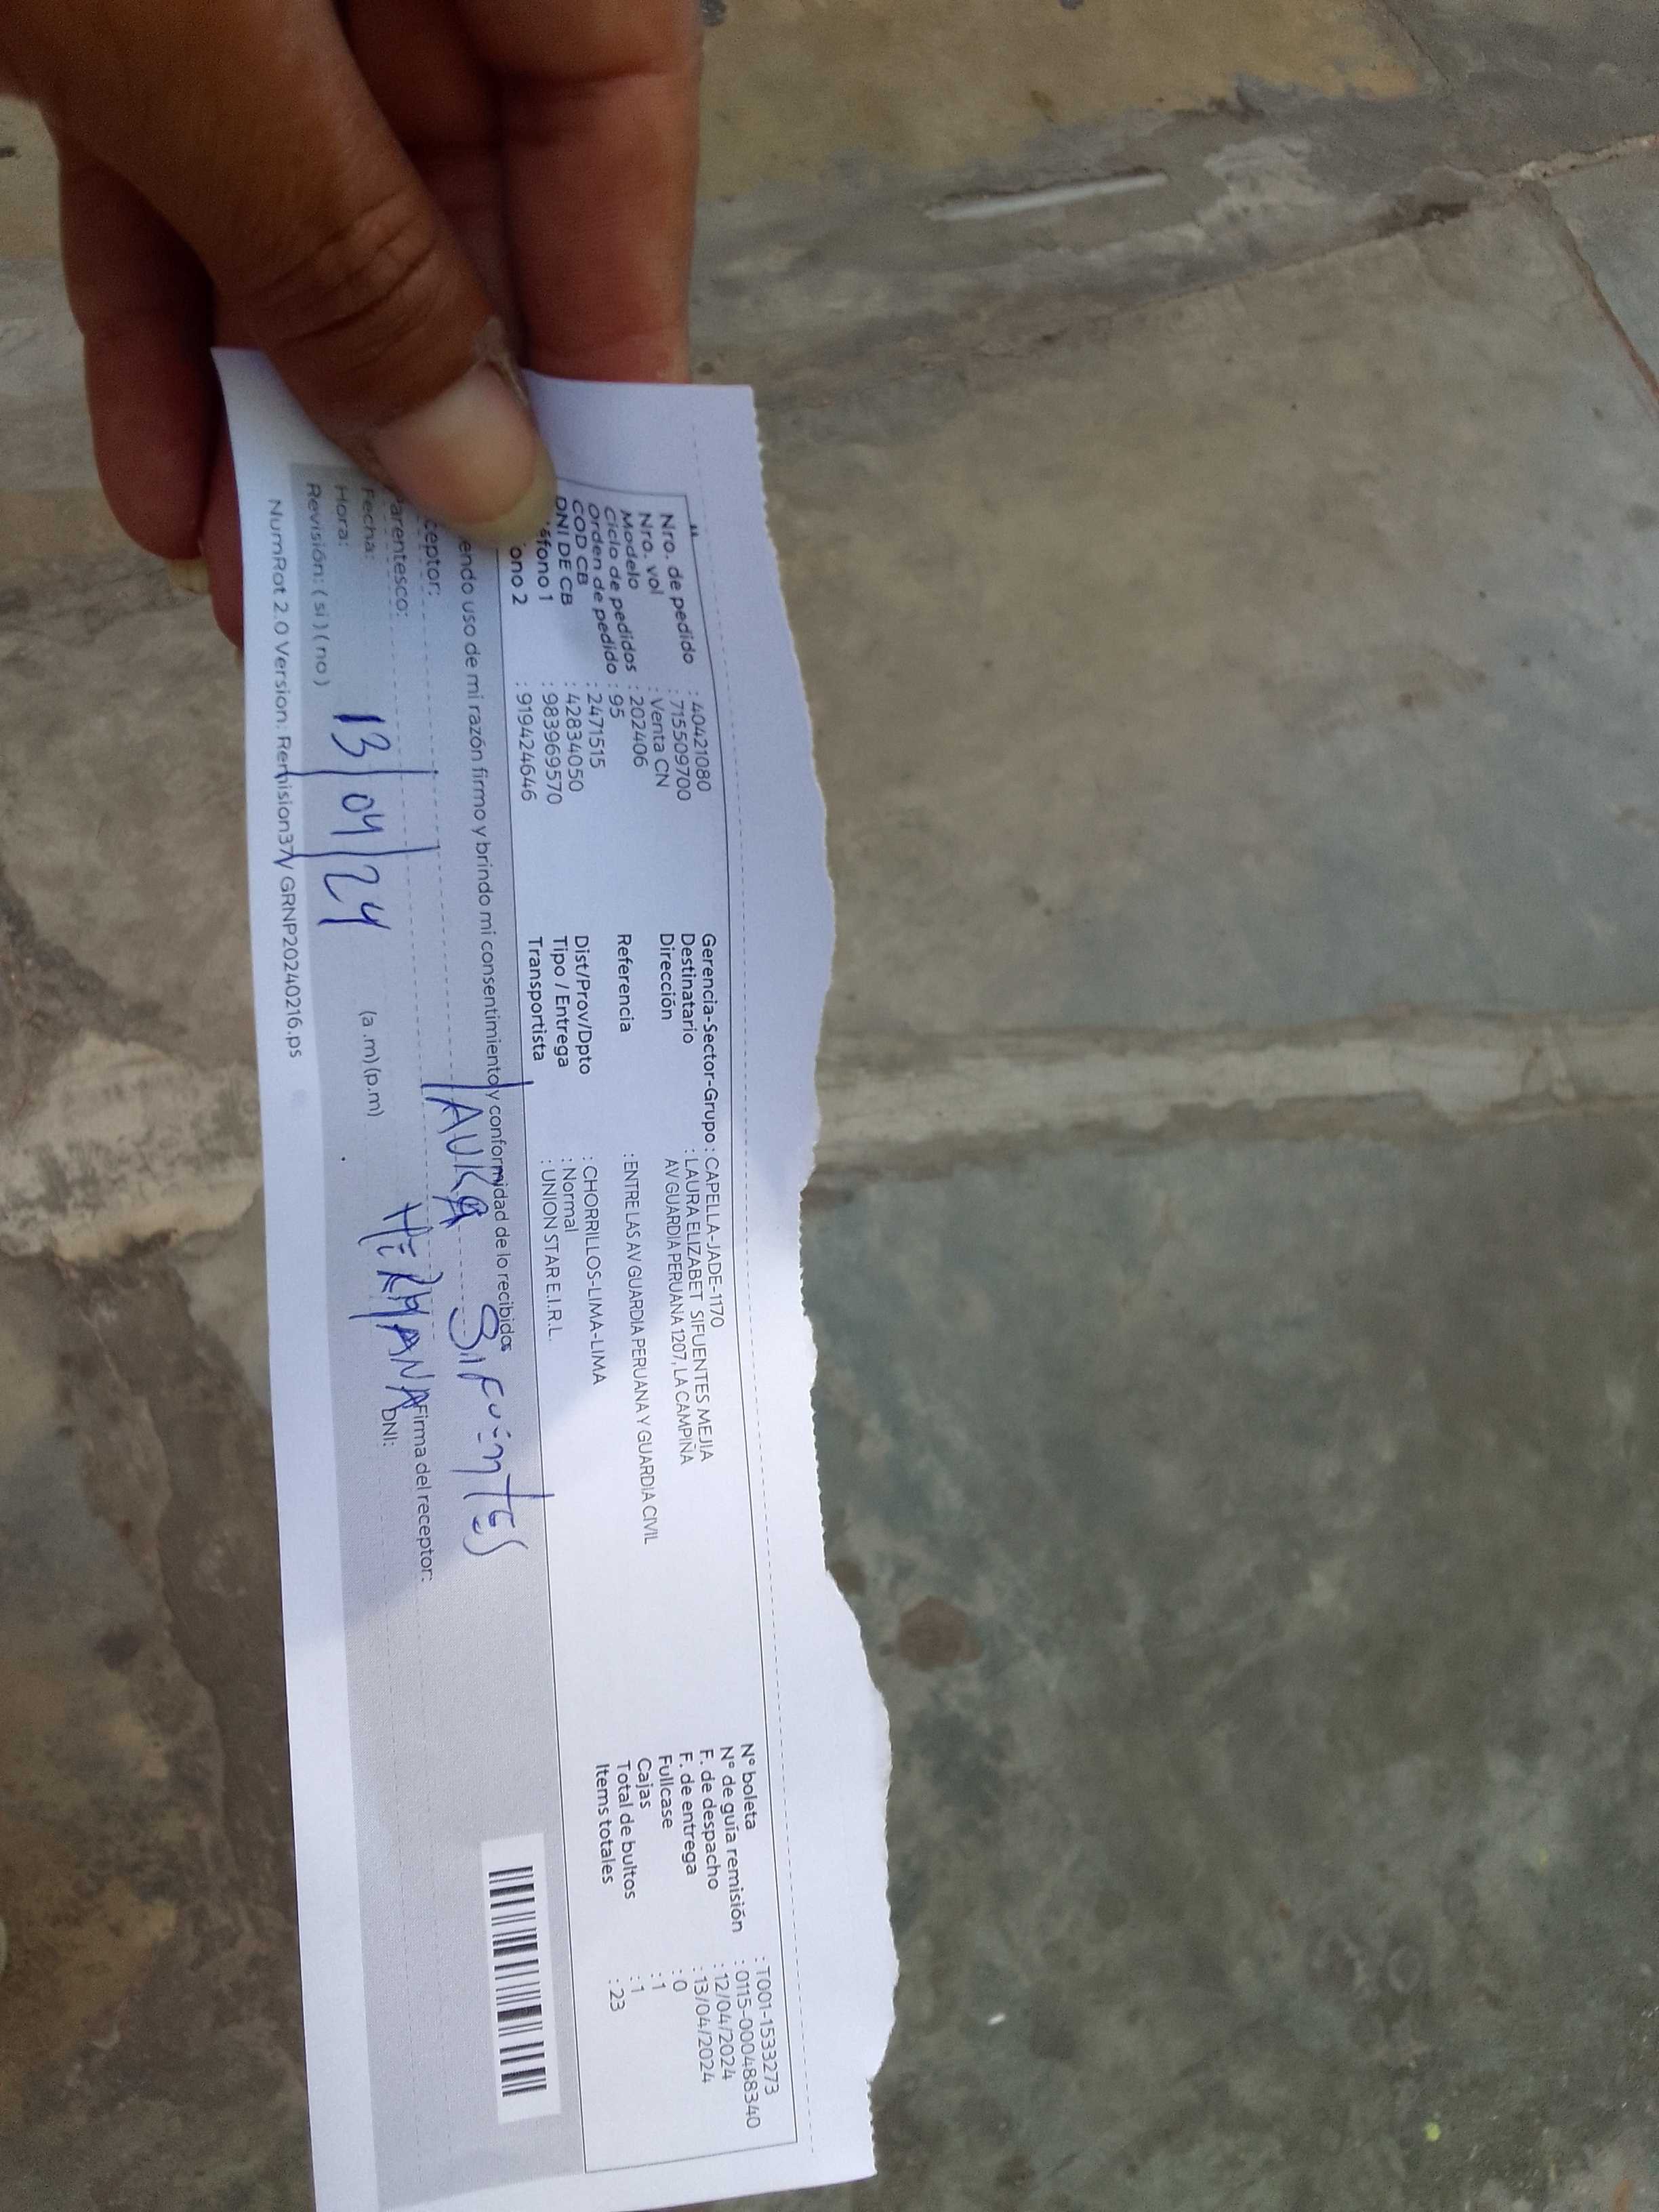 Nro. de pedido : 40421080
Nro. vol : 715509700
Modelo : Venta CN
Ciclo de pedidos : 202406
Orden de pedido : 95
COD CB : 2471515
DNI DE CB : 42834050
éfono 1 : 983969570
ono 2 : 919424646
Gerencia-Sector-Grupo : CAPELLA-JADE-1170
Destinatario : LAURA ELIZABET SIFUENTES MEJIA
Dirección AV GUARDIA PERUANA 1207, LA CAMPIÑA
Referencia : ENTRE LAS AV GUARDIA PERUANA Y GUARDIA CIVIL
Dist/Prov/Dpto : CHORRILLOS-LIMA-LIMA
Tipo / Entrega : Normal
Transportista : UNION STAR E.I.R.L.
N° boleta : T001-1533273
N° de guía remisión : 0115-000488340
F. de despacho : 12/04/2024
F. de entrega : 13/04/2024
Fullcase : 0
Cajas : 1
Total de bultos : 1
Items totales : 23
endo uso de mi razón firmo y brindo mi consentimiento y conformidad de lo recibido
ceptor: LAURA Sifuentes
arentesco: HERMANA Firma del receptor:
Fecha: 13/04/24 DNI:
Hora: (a.m) (p.m)
Revisión: ( si ) ( no )
NumRot 2.0 Version: Remision37V GRNP20240216.ps